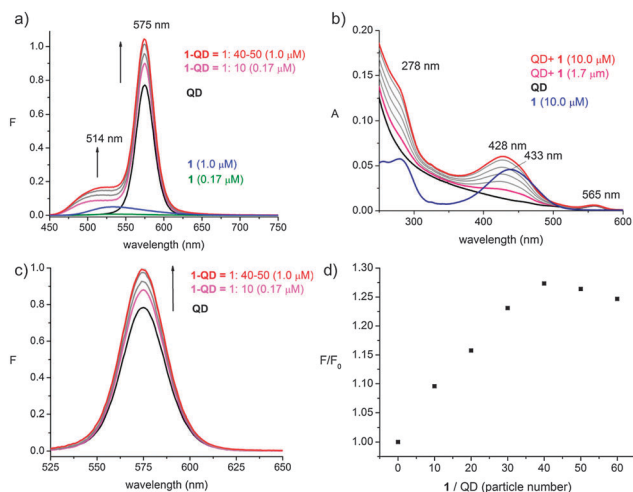 a)
575 nm
1-QD = 1: 40-50 (1.0 μM)
1-QD = 1: 10 (0.17 μM)
QD
514 nm
1 (1.0 μM)
1 (0.17 μM)
F
1.0
0.8
0.6
0.4
0.2
0.0
450 500 550 600 650 700 750
wavelength (nm)
b)
278 nm
QD+ 1 (10.0 μM)
QD+ 1 (1.7 μm)
QD
1 (10.0 μM)
428 nm
433 nm
565 nm
A
0.20
0.15
0.10
0.05
0.00
300 400 500 600
wavelength (nm)
c)
1-QD = 1: 40-50 (1.0 μM)
1-QD = 1: 10 (0.17 μM)
QD
F
1.0
0.8
0.6
0.4
0.2
0.0
525 550 575 600 625 650
wavelength (nm)
d)
F/F0
1.30
1.25
1.20
1.15
1.10
1.05
1.00
0 10 20 30 40 50 60
1 / QD (particle number)